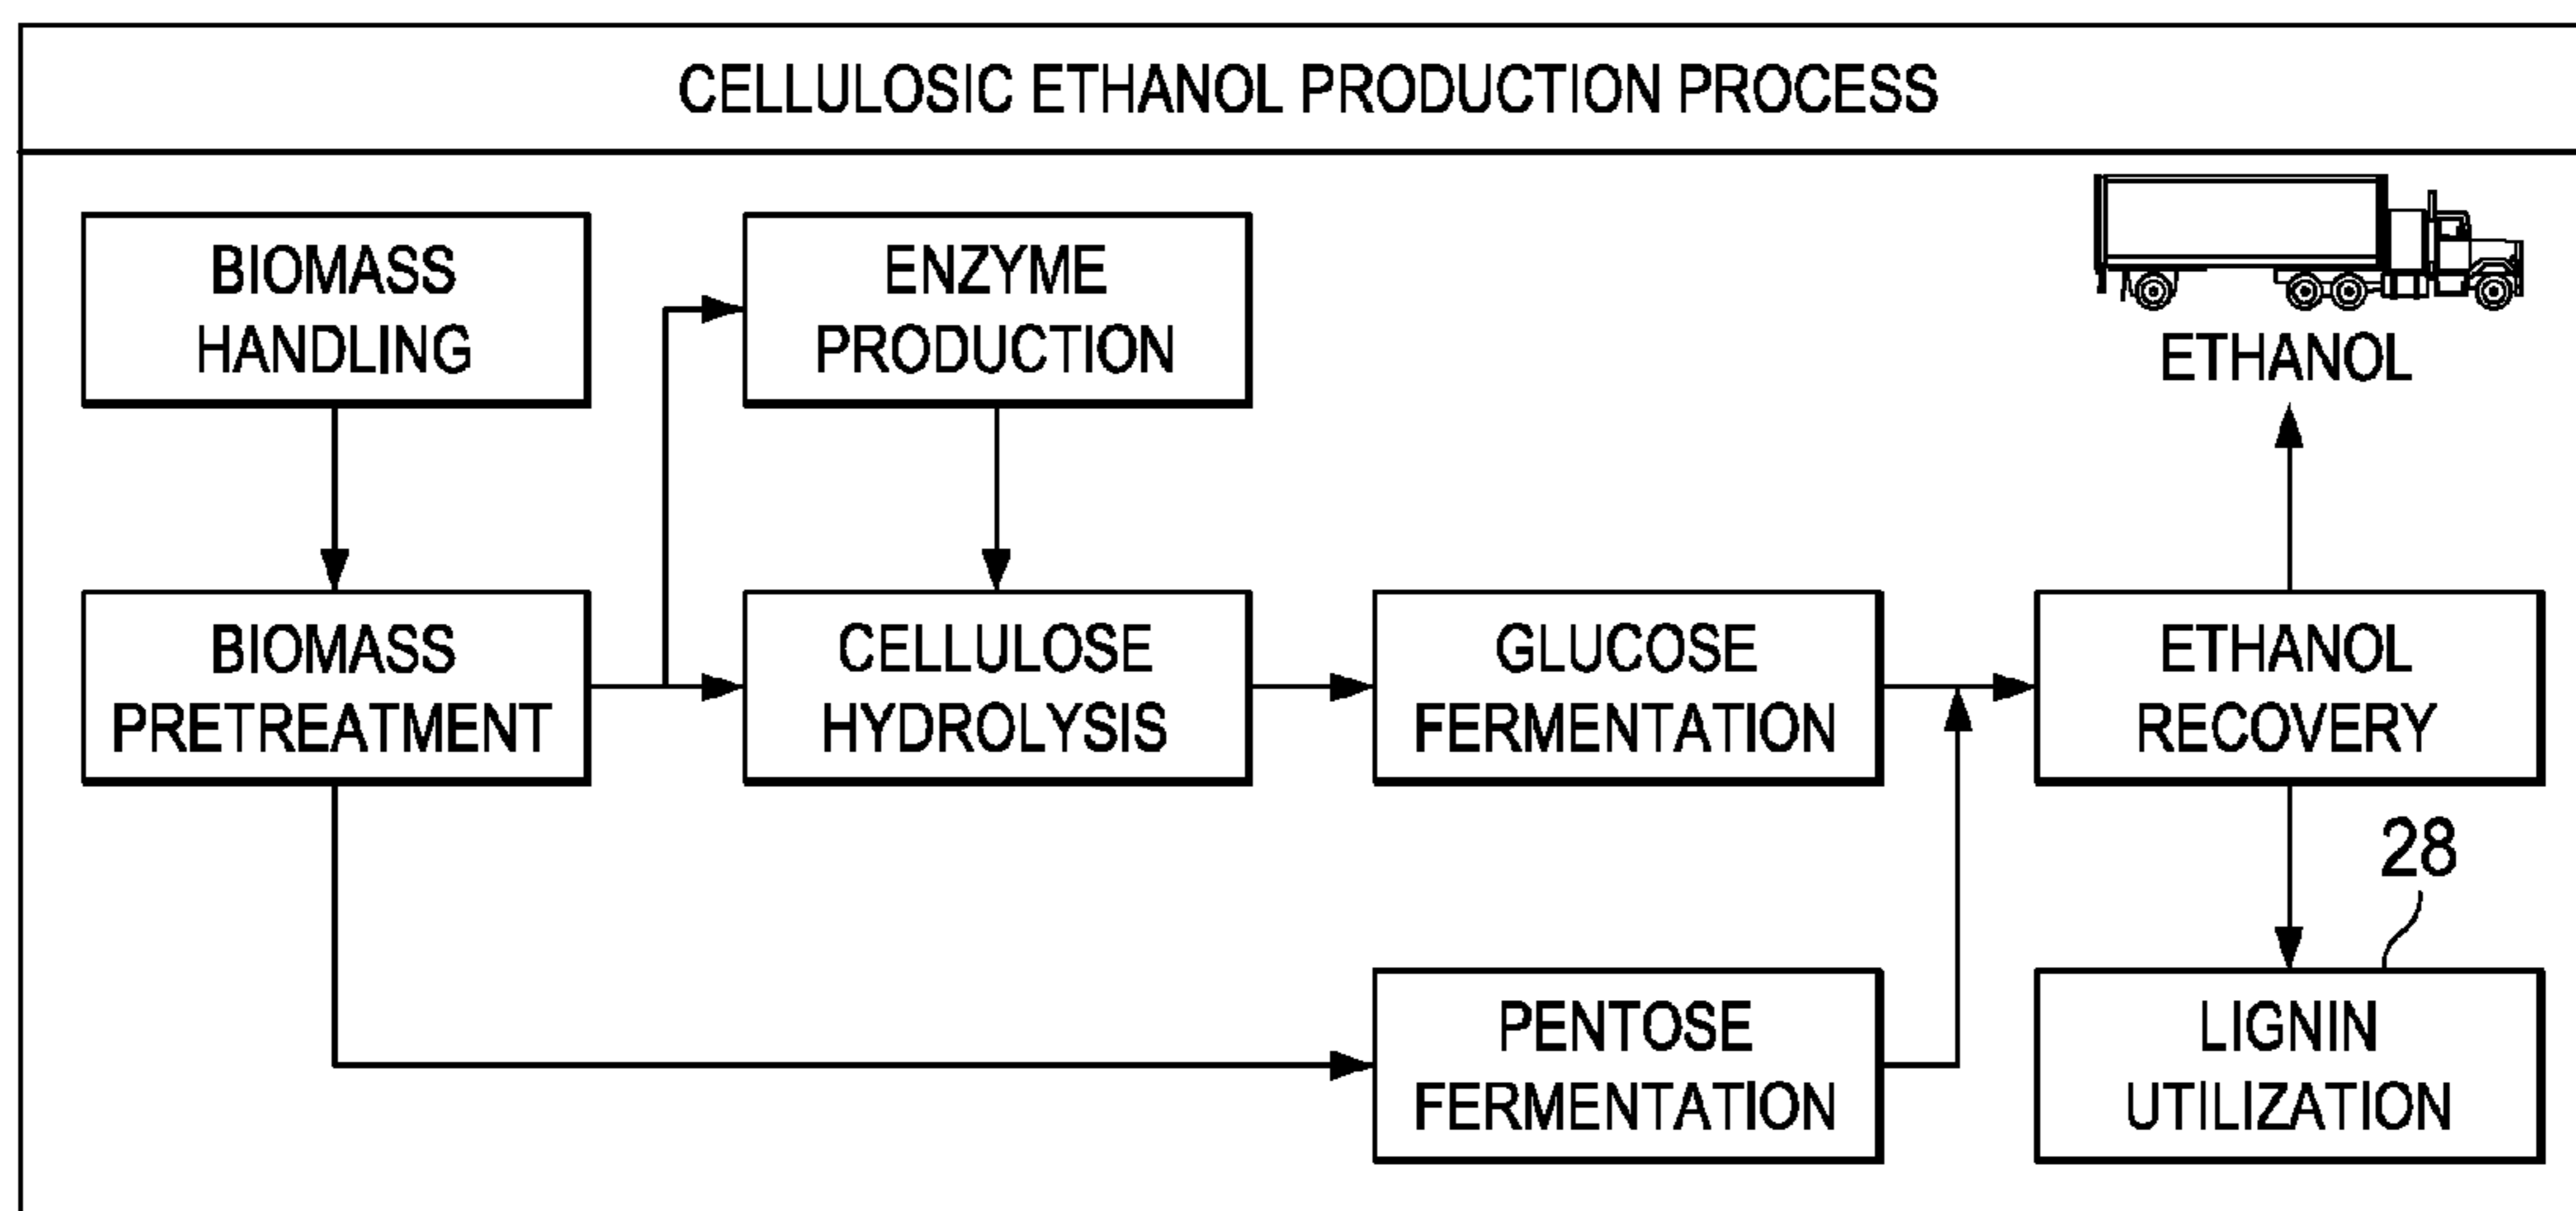 CELLULOSIC ETHANOL PRODUCTION PROCESS
BIOMASS
HANDLING
ENZYME
PRODUCTION
ETHANOL
BIOMASS
PRETREATMENT
CELLULOSE
HYDROLYSIS
GLUCOSE
FERMENTATION
ETHANOL
RECOVERY
28
PENTOSE
FERMENTATION
LIGNIN
UTILIZATION